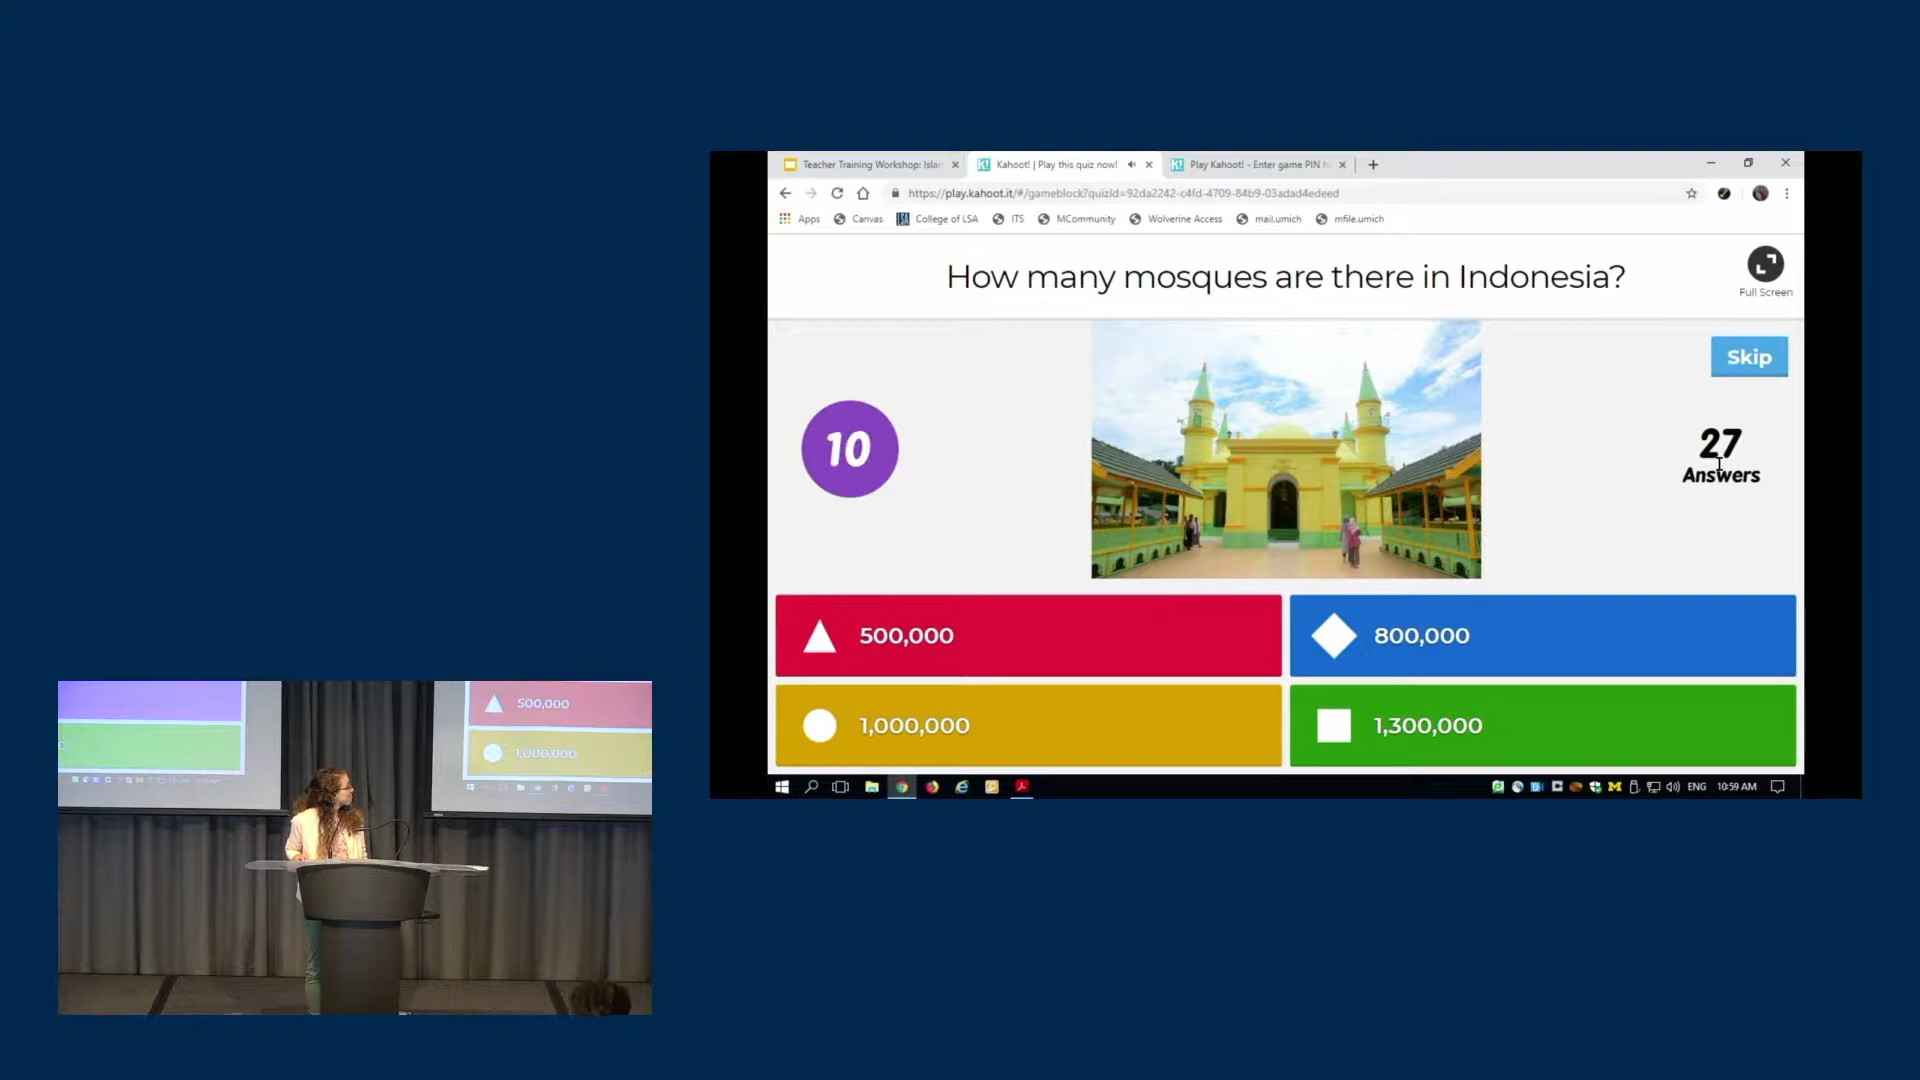 Teacher Training Workshop: Isla
Kahoot! | Play this quiz now!
Play Kahoot! - Enter game PIN h
https://play.kahoot.it/#/gameblock?quizId=92da2242-c4fd-4709-84b9-03adad4edeed
Apps Canvas College of LSA ITS MCommunity Wolverine Access mail.umich mfile.umich
How many mosques are there in Indonesia?
Full Screen
Skip
10
27
Answers
500,000
800,000
1,000,000
1,300,000
ENG 10:59 AM
500,000
1,000,000